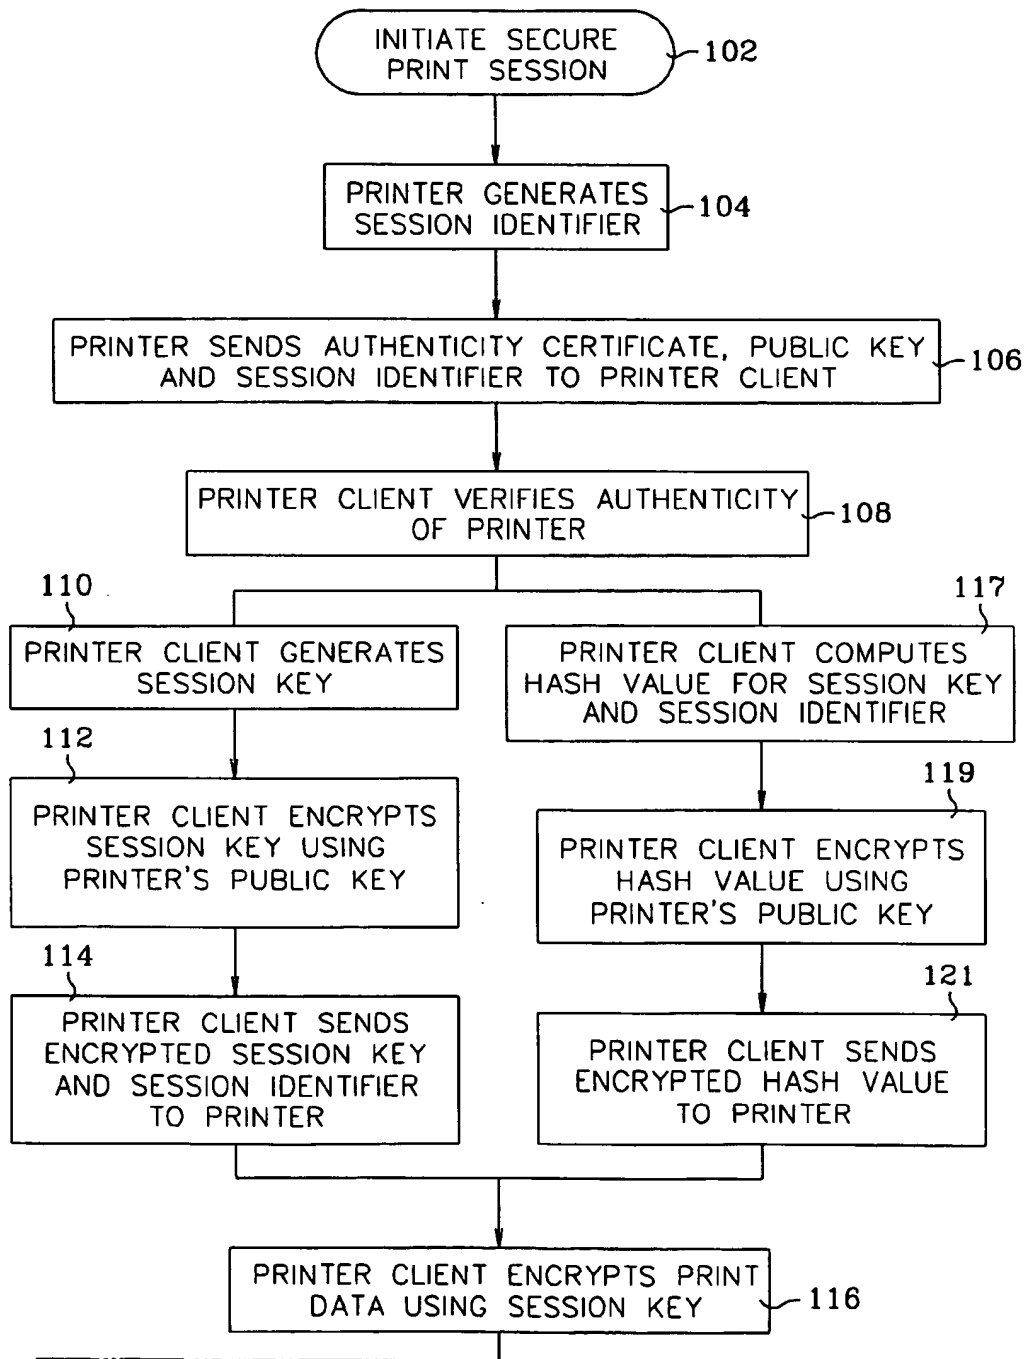 INITIATE SECURE
PRINT SESSION
102
PRINTER GENERATES
SESSION IDENTIFIER
104
PRINTER SENDS AUTHENTICITY CERTIFICATE, PUBLIC KEY
AND SESSION IDENTIFIER TO PRINTER CLIENT
106
PRINTER CLIENT VERIFIES AUTHENTICITY
OF PRINTER
108
110
PRINTER CLIENT GENERATES
SESSION KEY
112
PRINTER CLIENT ENCRYPTS
SESSION KEY USING
PRINTER'S PUBLIC KEY
114
PRINTER CLIENT SENDS
ENCRYPTED SESSION KEY
AND SESSION IDENTIFIER
TO PRINTER
117
PRINTER CLIENT COMPUTES
HASH VALUE FOR SESSION KEY
AND SESSION IDENTIFIER
119
PRINTER CLIENT ENCRYPTS
HASH VALUE USING
PRINTER'S PUBLIC KEY
121
PRINTER CLIENT SENDS
ENCRYPTED HASH VALUE
TO PRINTER
PRINTER CLIENT ENCRYPTS PRINT
DATA USING SESSION KEY
116